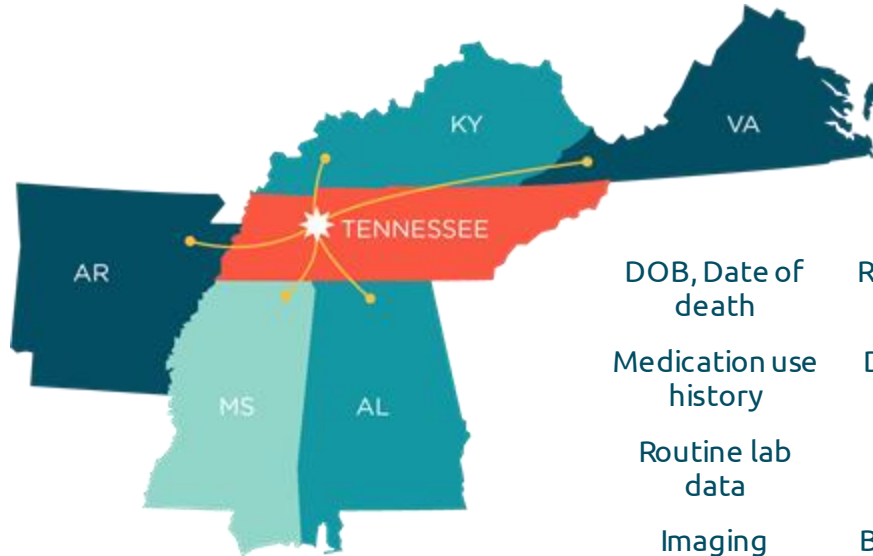 KY
VA
TENNESSEE
AR
MS
AL
DOB, Date of
death
Medication use
history
Routine lab
data
Imaging